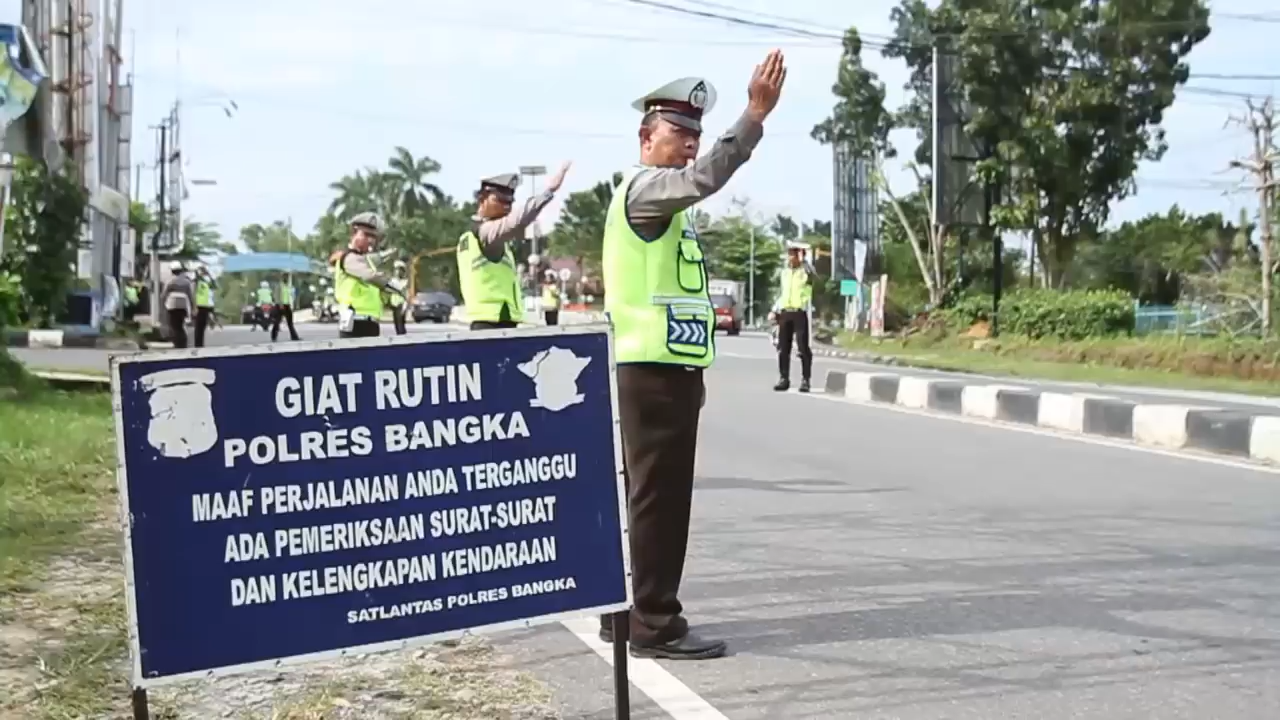 GIAT RUTIN
POLRES BANGKA
MAAF PERJALANAN ANDA TERGANGGU
ADA PEMERIKSAAN SURAT-SURAT
DAN KELENGKAPAN KENDARAAN
SATLANTAS POLRES BANGKA